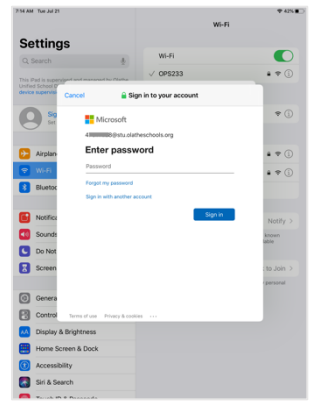 7:14 AM Tue Jul 21
42%
Wi-Fi
Settings
Search
Wi-Fi
OPS233
This iPad is supervised and managed by Olathe
Unified School
device supervision
Cancel
Sign in to your account
Sig
Set
Microsoft
4@stu.olatheschools.org
Enter password
Password
Airplan
Wi-Fi
Forgot my password
Bluetoo
Sign in with another account
Sign in
Notifica
Notify
Sounds
known
Do Not
Screen
to Join
personal
Genera
Control
Terms of use Privacy & cookies ...
Display & Brightness
Home Screen & Dock
Accessibility
Siri & Search